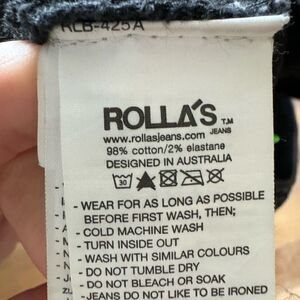 RLB-425A
ROLLA'S T.M
JEANS
www.rollasjeans.com
98% cotton/2% elastane
DESIGNED IN AUSTRALIA
30
- WEAR FOR AS LONG AS POSSIBLE
BEFORE FIRST WASH, THEN;
- COLD MACHINE WASH
- TURN INSIDE OUT
- WASH WITH SIMILAR COLOURS
- DO NOT TUMBLE DRY
- DO NOT BLEACH OR SOAK
- JEANS DO NOT LIKE TO BE IRONED